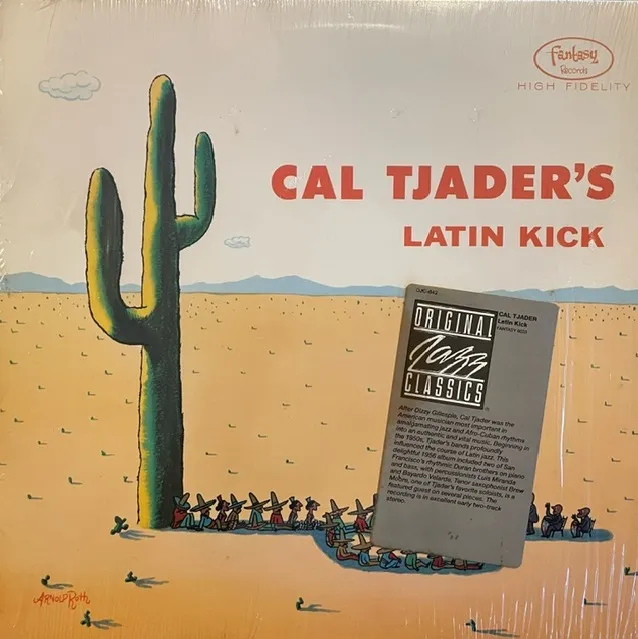 Fantasy
Records
HIGH FIDELITY
CAL TJADER'S
LATIN KICK
OJC-642
CAL TJADER
Latin Kick
FANTASY 8033
ORIGINAL
Jazz
CLASSICS
After Dizzy Gillespie, Cal Tjader was the
American musician most important in
amalgamating jazz and Afro-Cuban rhythms
into an authentic and vital music. Beginning in
the 1950s, Tjader's bands profoundly
influenced the course of Latin jazz. This
delightful 1956 album included two of San
Francisco's rhythmic Duran brothers on piano
and bass, with percussionists Luis Miranda
and Bayardo Velarde. Tenor saxophonist Brew
Moore, one of Tjader's favorite soloists, is a
featured guest on several pieces. The
recording is in excellent early two-track
stereo.
ARNOLD Roth